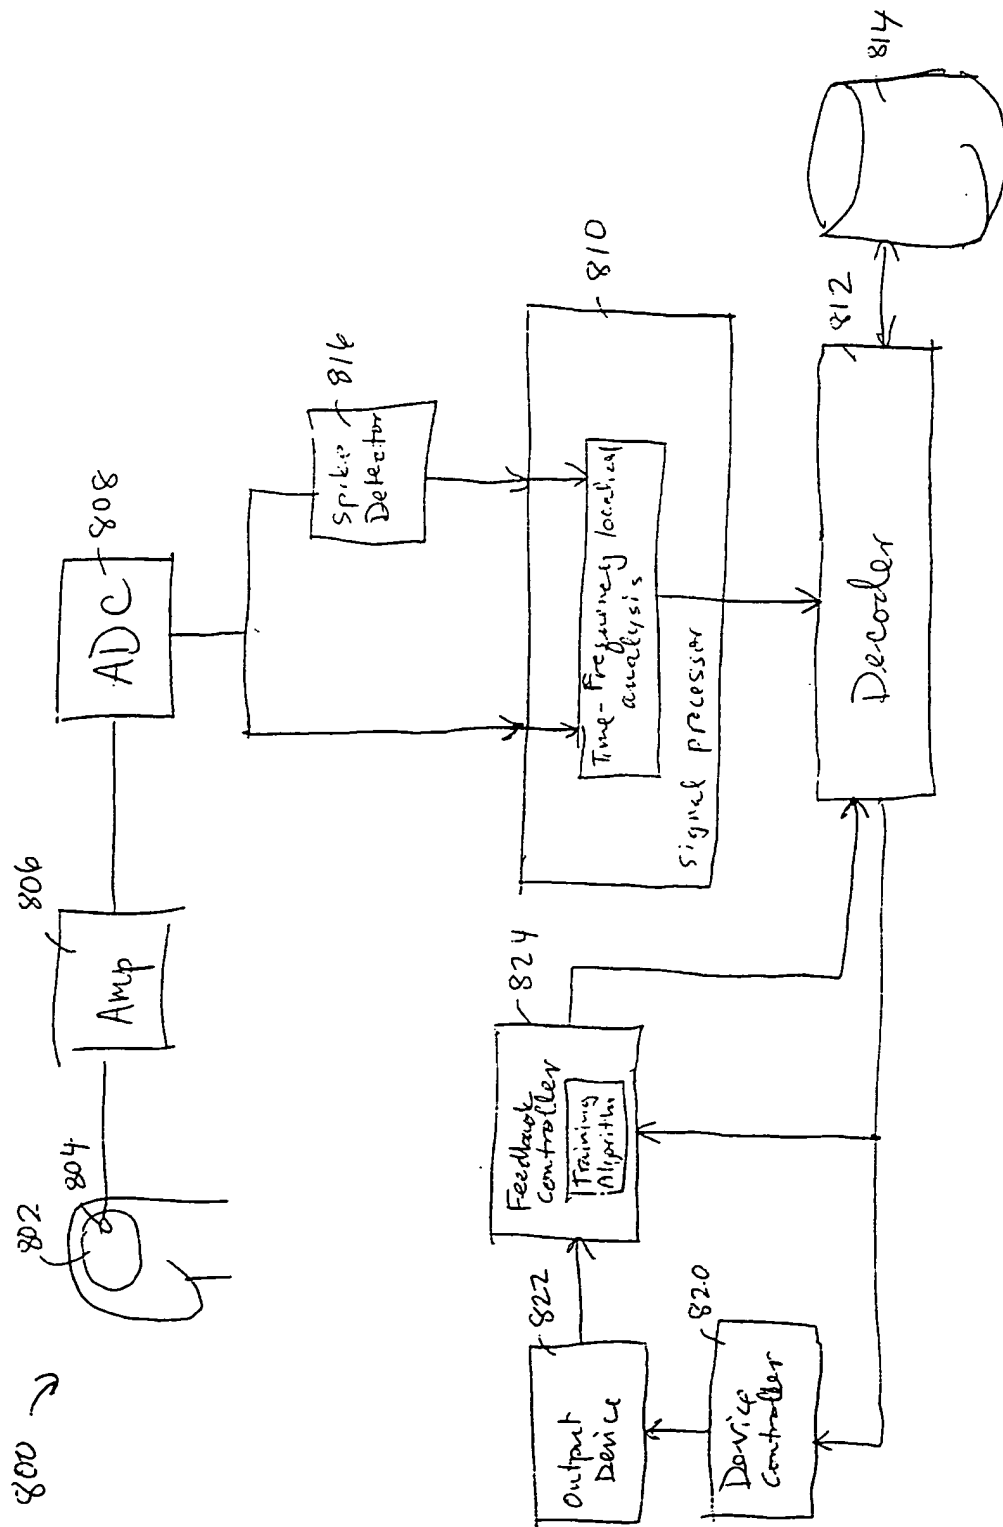 800
802
804
806
Amp
808
ADC
816
Spike
Detector
810
Time-Frequency localical
analysis
signal processor
812
Decoder
814
824
Feedback
controller
Training
Algorithm
822
Output
Device
820
Device
controller